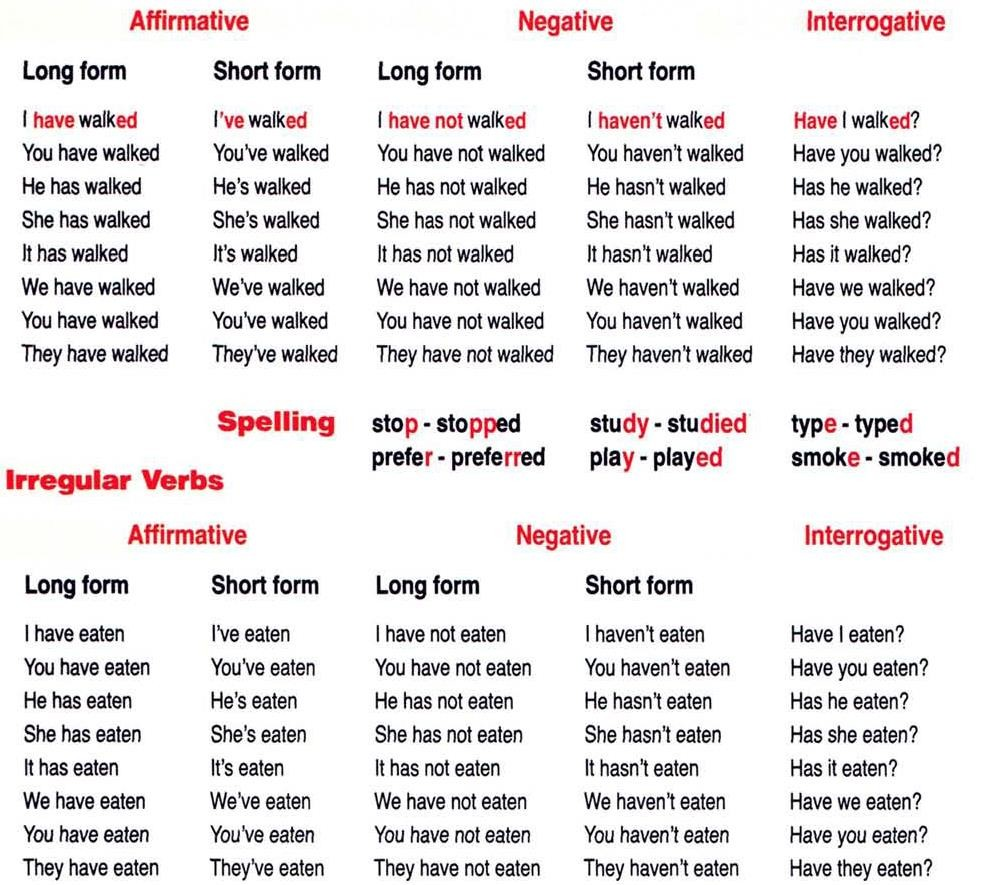 Affirmative Negative Interrogative
Long form Short form Long form Short form
I have walked I've walked I have not walked I haven't walked Have I walked?
You have walked You've walked You have not walked You haven't walked Have you walked?
He has walked He's walked He has not walked He hasn't walked Has he walked?
She has walked She's walked She has not walked She hasn't walked Has she walked?
It has walked It's walked It has not walked It hasn't walked Has it walked?
We have walked We've walked We have not walked We haven't walked Have we walked?
You have walked You've walked You have not walked You haven't walked Have you walked?
They have walked They've walked They have not walked They haven't walked Have they walked?
Spelling stop - stopped study - studied type - typed
prefer - preferred play - played smoke - smoked
Irregular Verbs
Affirmative Negative Interrogative
Long form Short form Long form Short form
I have eaten I've eaten I have not eaten I haven't eaten Have I eaten?
You have eaten You've eaten You have not eaten You haven't eaten Have you eaten?
He has eaten He's eaten He has not eaten He hasn't eaten Has he eaten?
She has eaten She's eaten She has not eaten She hasn't eaten Has she eaten?
It has eaten It's eaten It has not eaten It hasn't eaten Has it eaten?
We have eaten We've eaten We have not eaten We haven't eaten Have we eaten?
You have eaten You've eaten You have not eaten You haven't eaten Have you eaten?
They have eaten They've eaten They have not eaten They haven't eaten Have they eaten?